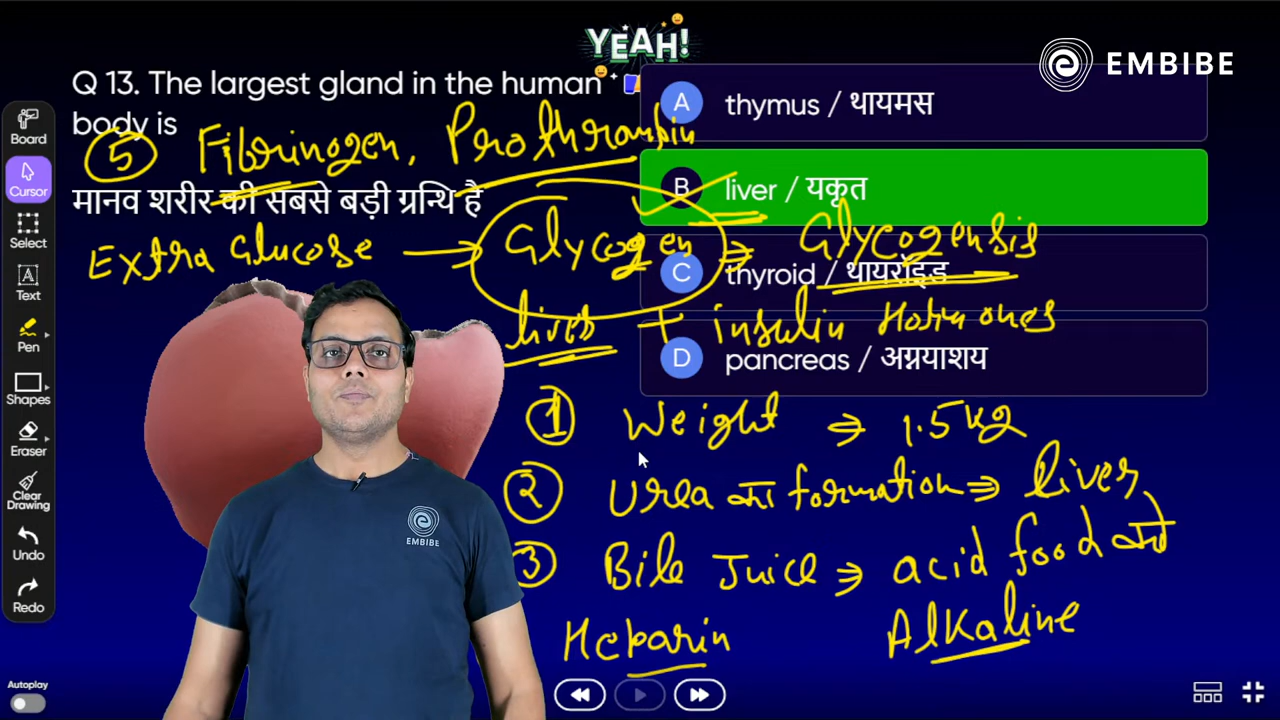 YEAH!
EMBIBE
Q 13. The largest gland in the human
body is
मानव शरीर की सबसे बड़ी ग्रन्थि है
A thymus / थायमस
B liver / यकृत
C thyroid / थायरॉइड
D pancreas / अग्नयाशय
⑤ Fibrinogen, Prothrombin
Extra Glucose → Glycogen ⇒ Glycogensis
liver + insulin Hormones
① Weight ⇒ 1.5 kg
② Urea का formation ⇒ liver
③ Bile Juice ⇒ acid food को
Alkaline
Heparin
EMBIBE
Board
Cursor
Select
Text
Pen
Shapes
Eraser
Clear
Drawing
Undo
Redo
Autoplay